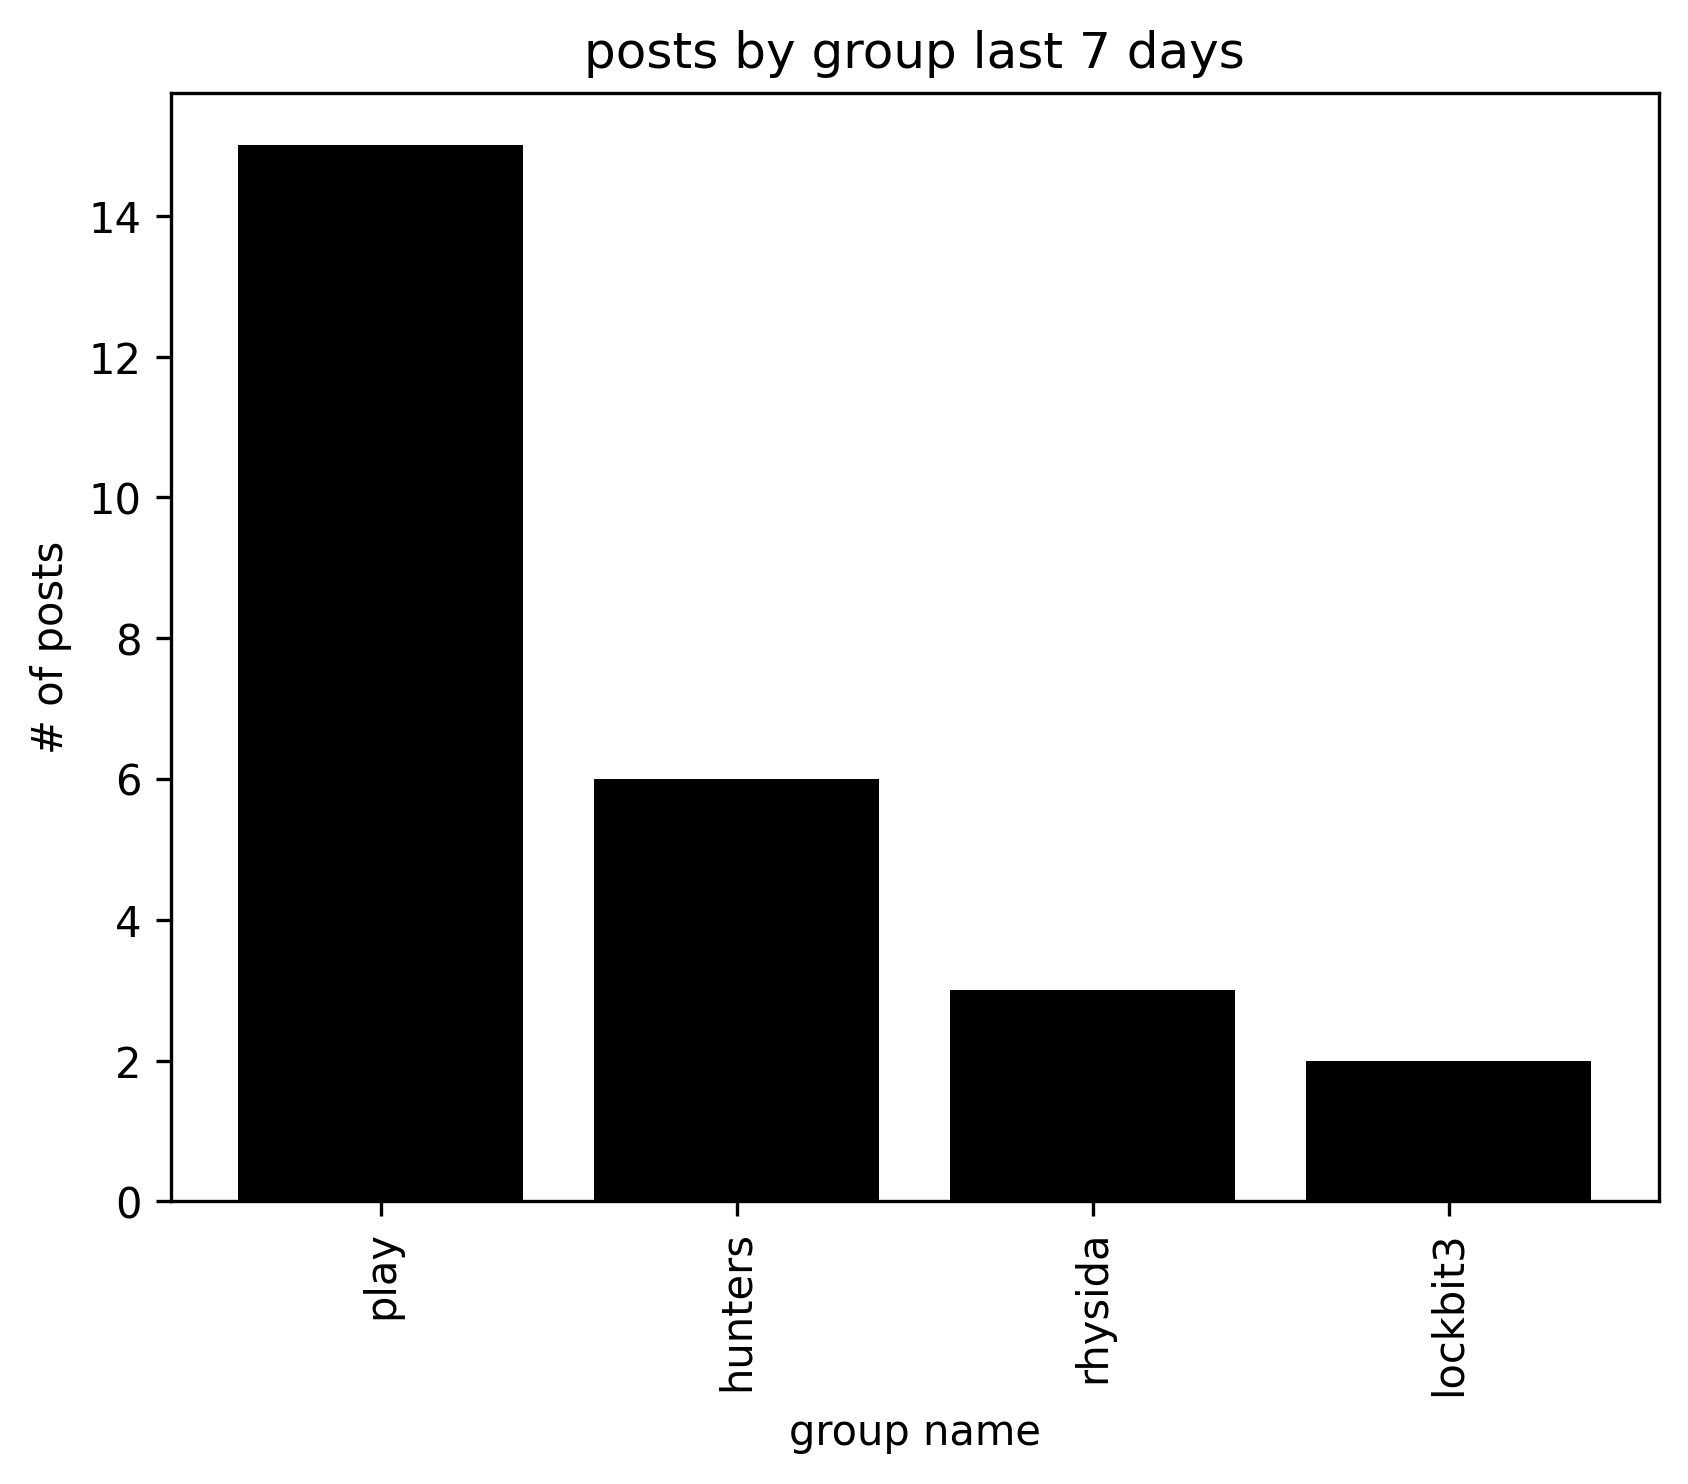 posts by group last 7 days
# of posts
14
12
10
8
6
4
2
0
play
hunters
rhysida
lockbit3
group name